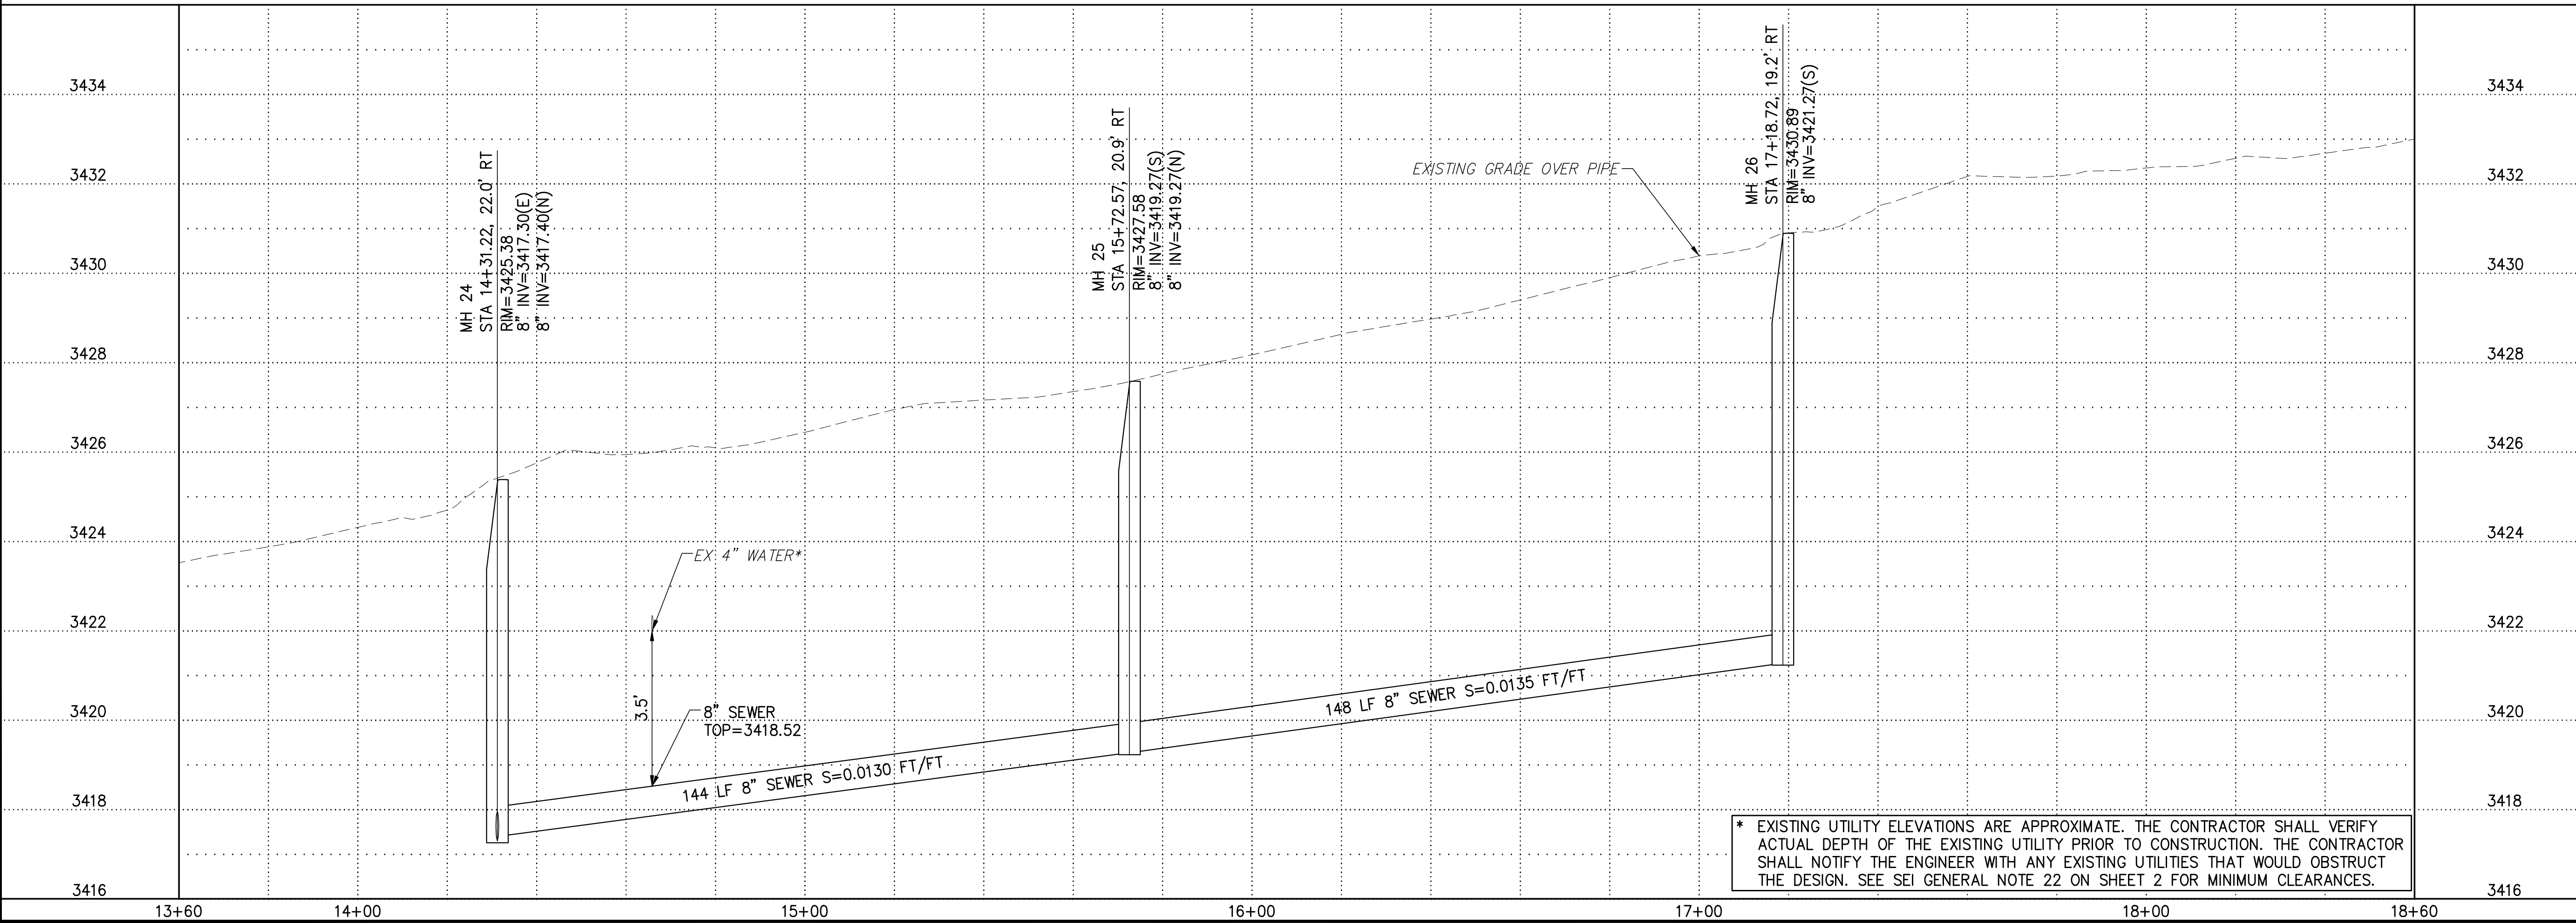 3434
3432
3430
3428
3426
3424
3422
3420
3418
3416
MH 24
STA 14+31.22, 22.0' RT
RIM=3425.38
8" INV=3417.30(E)
8" INV=3417.40(N)
EX 4" WATER*
3.5'
8" SEWER
TOP=3418.52
144 LF 8" SEWER S=0.0130 FT/FT
MH 25
STA 15+72.57, 20.9' RT
RIM=3427.58
8" INV=3419.27(S)
8" INV=3419.27(N)
EXISTING GRADE OVER PIPE
148 LF 8" SEWER S=0.0135 FT/FT
MH 26
STA 17+18.72, 19.2' RT
RIM=3430.89
8" INV=3421.27(S)
3434
3432
3430
3428
3426
3424
3422
3420
3418
3416
* EXISTING UTILITY ELEVATIONS ARE APPROXIMATE. THE CONTRACTOR SHALL VERIFY
ACTUAL DEPTH OF THE EXISTING UTILITY PRIOR TO CONSTRUCTION. THE CONTRACTOR
SHALL NOTIFY THE ENGINEER WITH ANY EXISTING UTILITIES THAT WOULD OBSTRUCT
THE DESIGN. SEE SEI GENERAL NOTE 22 ON SHEET 2 FOR MINIMUM CLEARANCES.
13+60
14+00
15+00
16+00
17+00
18+00
18+60